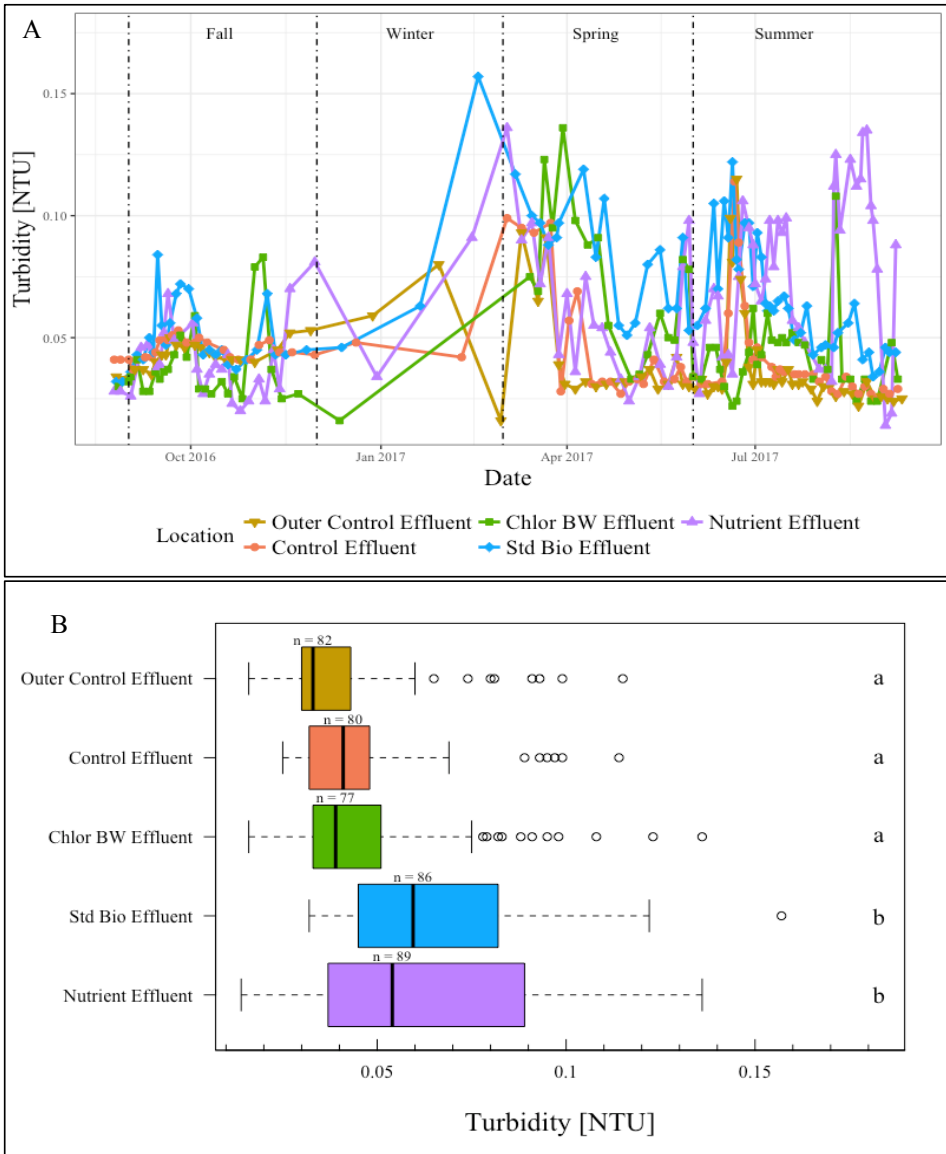 A
Fall Winter Spring Summer
0.15
0.10
0.05
Turbidity [NTU]
Oct 2016 Jan 2017 Apr 2017 Jul 2017
Date
Location
Outer Control Effluent Chlor BW Effluent Nutrient Effluent
Control Effluent Std Bio Effluent
B
n = 82
Outer Control Effluent a
n = 80
Control Effluent a
n = 77
Chlor BW Effluent a
n = 86
Std Bio Effluent b
n = 89
Nutrient Effluent b
0.05 0.1 0.15
Turbidity [NTU]